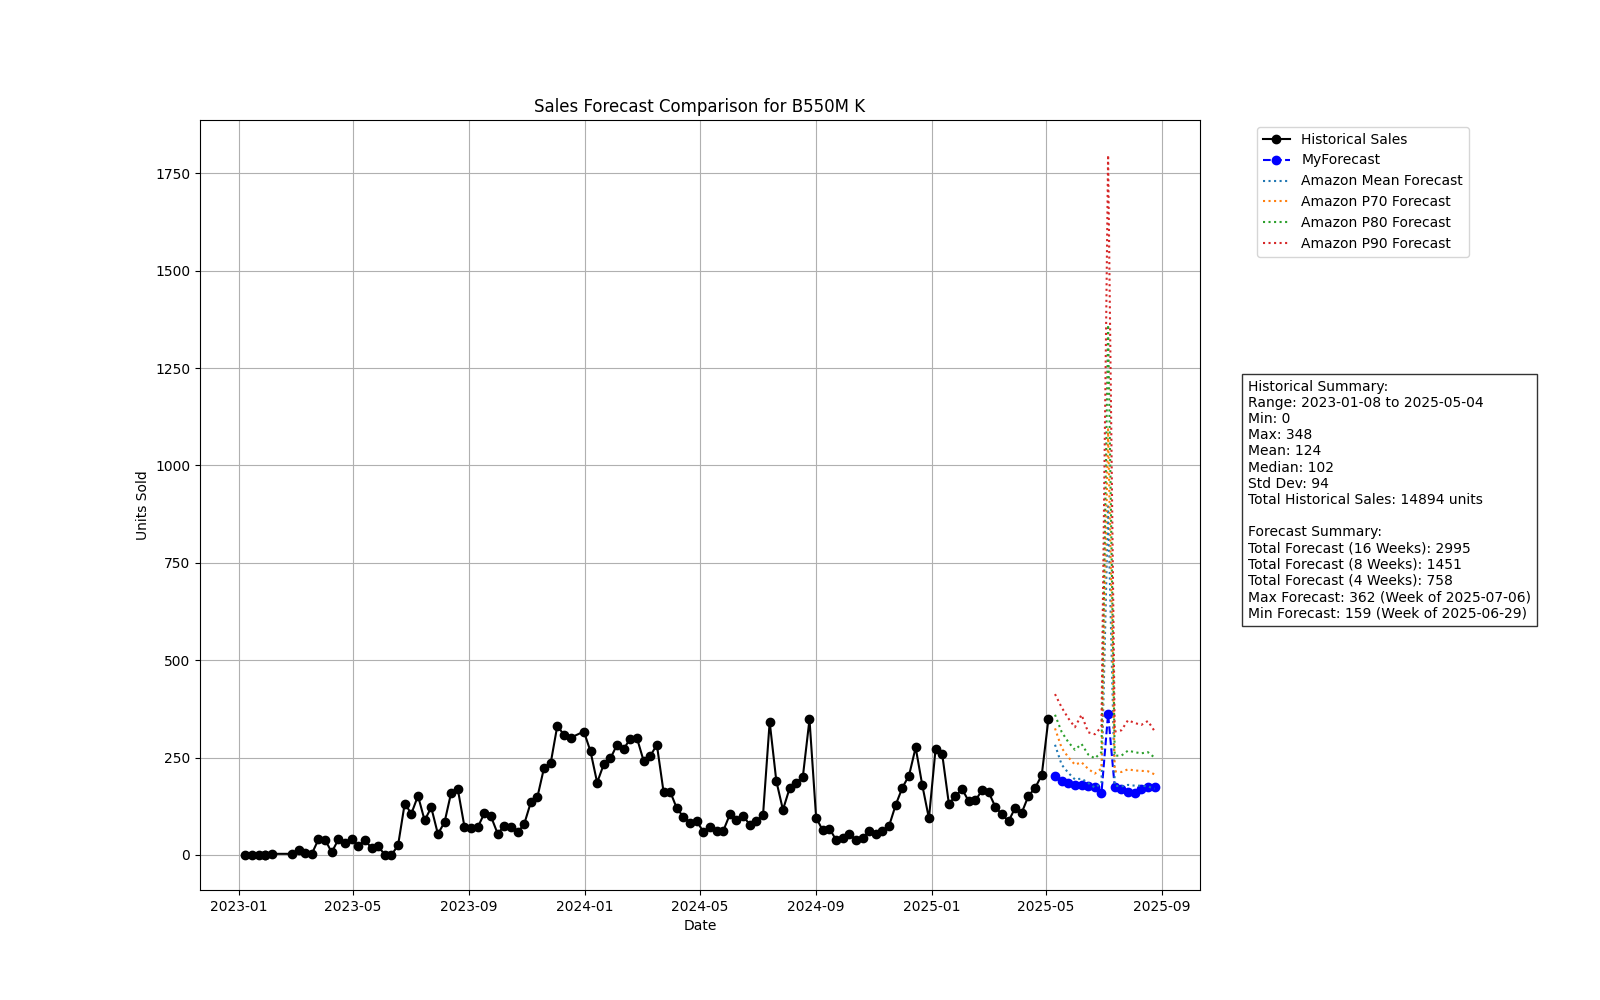 Sales Forecast Comparison for B550M K
Historical Sales
MyForecast
Amazon Mean Forecast
Amazon P70 Forecast
Amazon P80 Forecast
Amazon P90 Forecast
1750
1500
1250
1000
750
500
250
0
Units Sold
Historical Summary:
Range: 2023-01-08 to 2025-05-04
Min: 0
Max: 348
Mean: 124
Median: 102
Std Dev: 94
Total Historical Sales: 14894 units
Forecast Summary:
Total Forecast (16 Weeks): 2995
Total Forecast (8 Weeks): 1451
Total Forecast (4 Weeks): 758
Max Forecast: 362 (Week of 2025-07-06)
Min Forecast: 159 (Week of 2025-06-29)
2023-01 2023-05 2023-09 2024-01 2024-05 2024-09 2025-01 2025-05 2025-09
Date